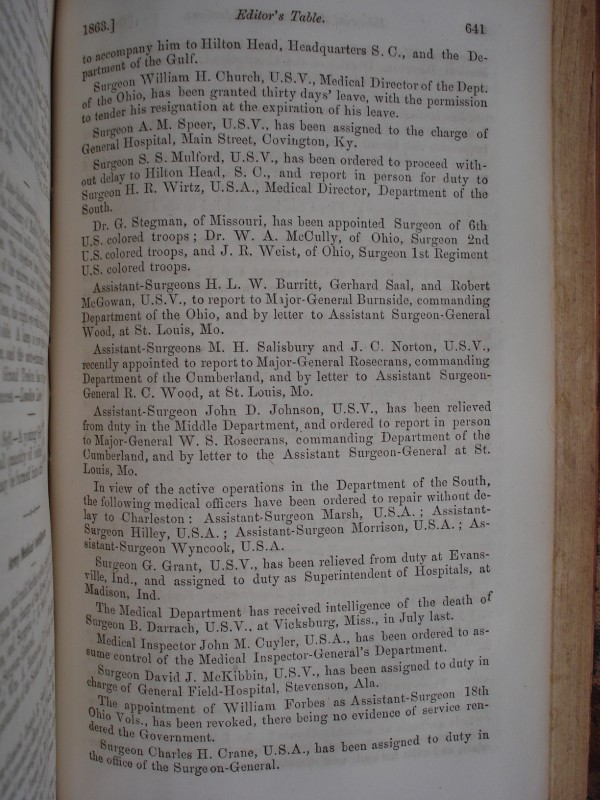 1863.]
Editor's Table.
641
to accompany him to Hilton Head, Headquarters S. C., and the De-
partment of the Gulf.
Surgeon William H. Church, U.S.V., Medical Director of the Dept.
of the Ohio, has been granted thirty days' leave, with the permission
to tender his resignation at the expiration of his leave.
Surgeon A. M. Speer, U.S.V., has been assigned to the charge of
General Hospital, Main Street, Covington, Ky.
Surgeon S. S. Mulford, U.S.V., has been ordered to proceed with-
out delay to Hilton Head, S. C., and report in person for duty to
Surgeon H. R. Wirtz, U.S.A., Medical Director, Department of the
South.
Dr. G. Stegman, of Missouri, has been appointed Surgeon of 6th
U.S. colored troops; Dr. W. A. McCully, of Ohio, Surgeon 2nd
U.S. colored troops, and J. R. Weist, of Ohio, Surgeon 1st Regiment
U.S. colored troops.
Assistant-Surgeons H. L. W. Burritt, Gerhard Saal, and Robert
McGowan, U.S.V., to report to Major-General Burnside, commanding
Department of the Ohio, and by letter to Assistant Surgeon-General
Wood, at St. Louis, Mo.
Assistant-Surgeons M. H. Salisbury and J. C. Norton, U.S.V.,
recently appointed to report to Major-General Rosecrans, commanding
Department of the Cumberland, and by letter to Assistant Surgeon-
General R. C. Wood, at St. Louis, Mo.
Assistant-Surgeon John D. Johnson, U.S.V., has been relieved
from duty in the Middle Department, and ordered to report in person
to Major-General W. S. Rosecrans, commanding Department of the
Cumberland, and by letter to the Assistant Surgeon-General at St.
Louis, Mo.
In view of the active operations in the Department of the South,
the following medical officers have been ordered to repair without de-
lay to Charleston: Assistant-Surgeon Marsh, U.S.A.; Assistant-
Surgeon Hilley, U.S.A.; Assistant-Surgeon Morrison, U.S.A.; As-
sistant-Surgeon Wyncook, U.S.A.
Surgeon G. Grant, U.S.V., has been relieved from duty at Evans-
ville, Ind., and assigned to duty as Superintendent of Hospitals, at
Madison, Ind.
The Medical Department has received intelligence of the death of
Surgeon B. Darrach, U.S.V.. at Vicksburg, Miss., in July last.
Medical Inspector John M. Cuyler, U.S.A., has been ordered to as-
sume control of the Medical Inspector-General's Department.
Surgeon David J. McKibbin, U.S.V., has been assigned to duty in
charge of General Field-Hospital, Stevenson, Ala.
The appointment of William Forbes as Assistant-Surgeon 18th
Ohio Vols., has been revoked, there being no evidence of service ren-
dered the Government.
Surgeon Charles H. Crane, U.S.A., has been assigned to duty in
the office of the Surgeon-General.